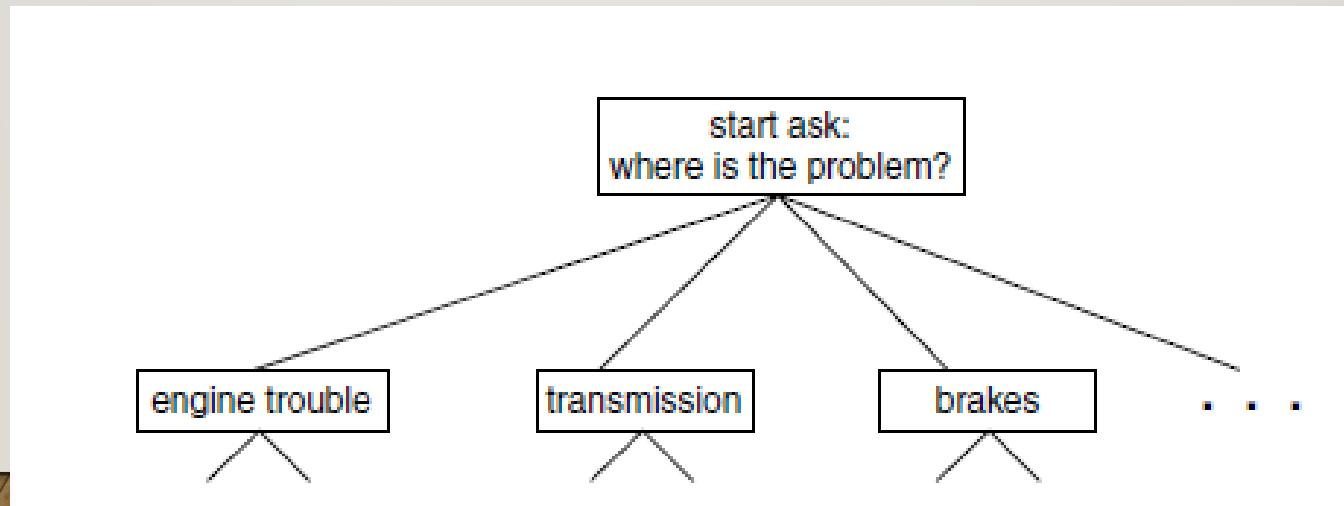 start ask:
where is the problem?
engine trouble
transmission
brakes
. . .